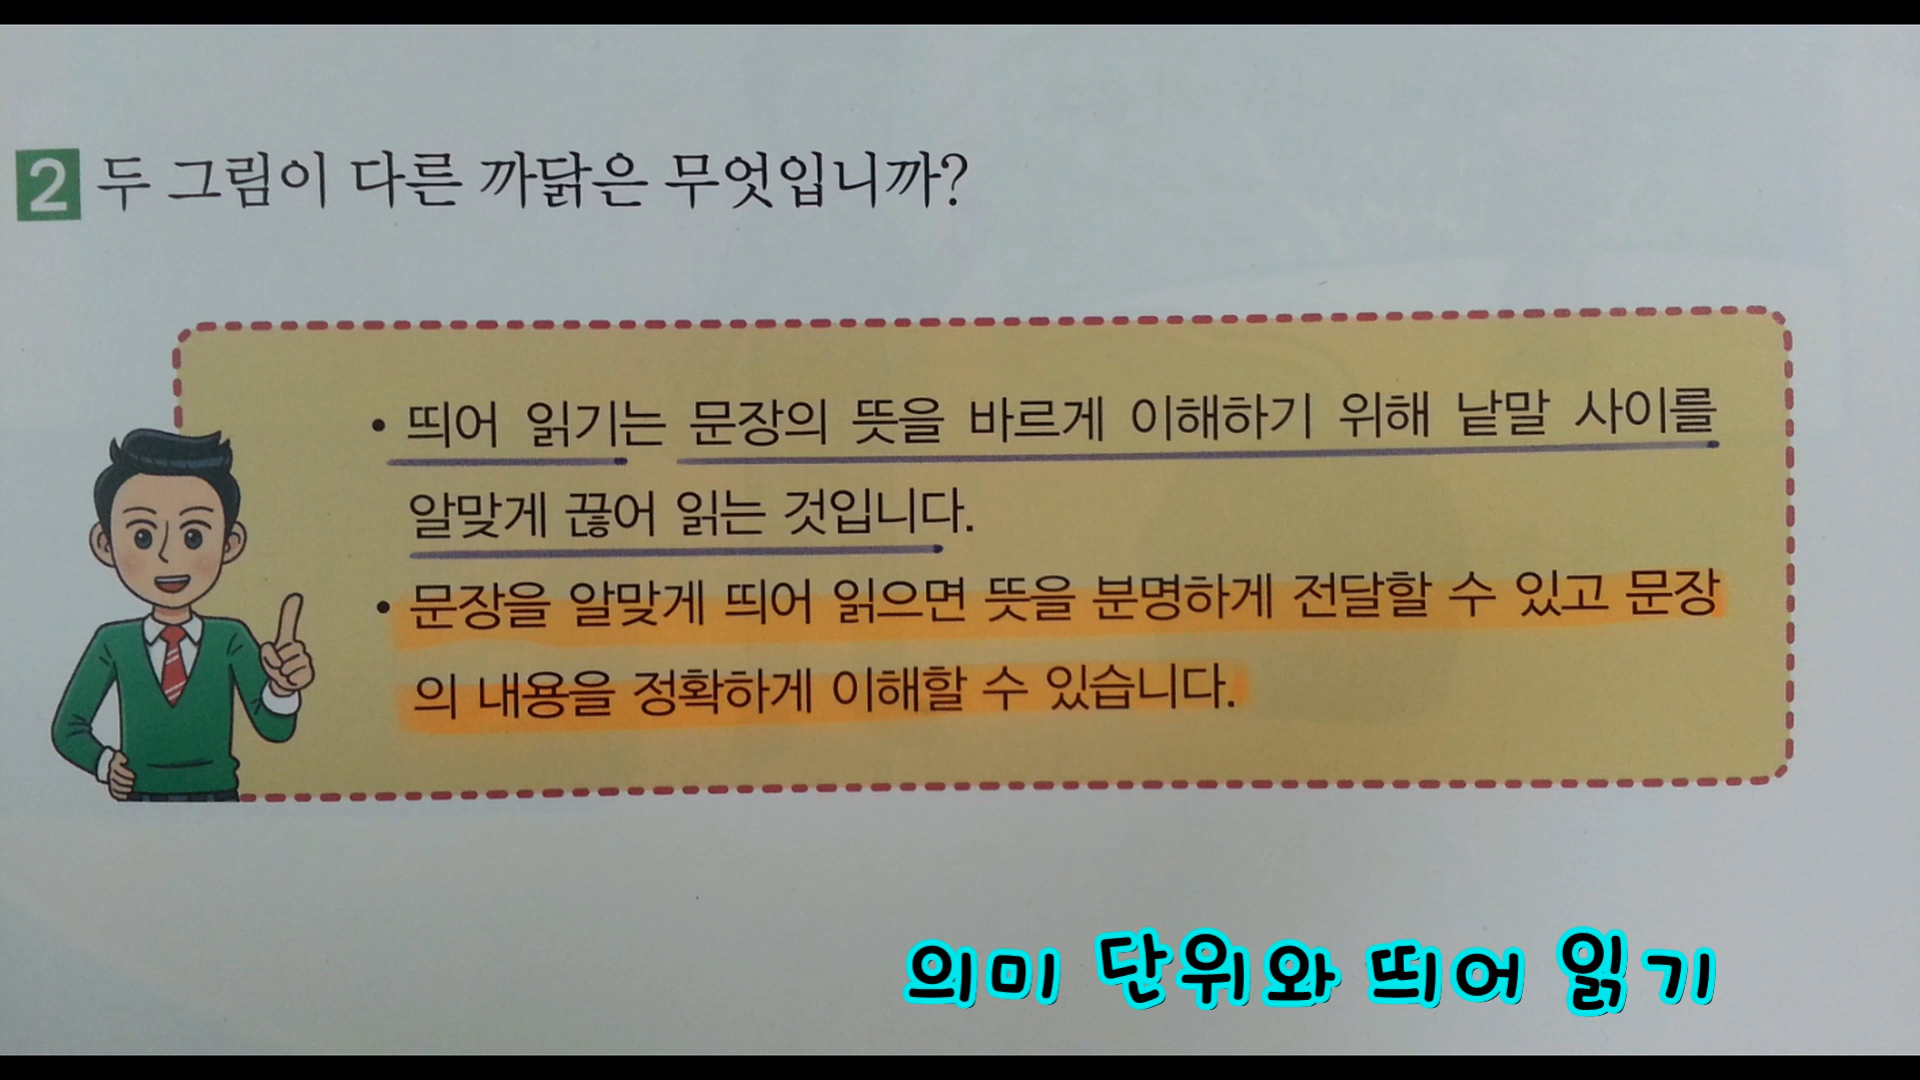 2 두 그림이 다른 까닭은 무엇입니까?
• 띄어 읽기는 문장의 뜻을 바르게 이해하기 위해 낱말 사이를
알맞게 끊어 읽는 것입니다.
• 문장을 알맞게 띄어 읽으면 뜻을 분명하게 전달할 수 있고 문장
의 내용을 정확하게 이해할 수 있습니다.
의미 단위와 띄어 읽기